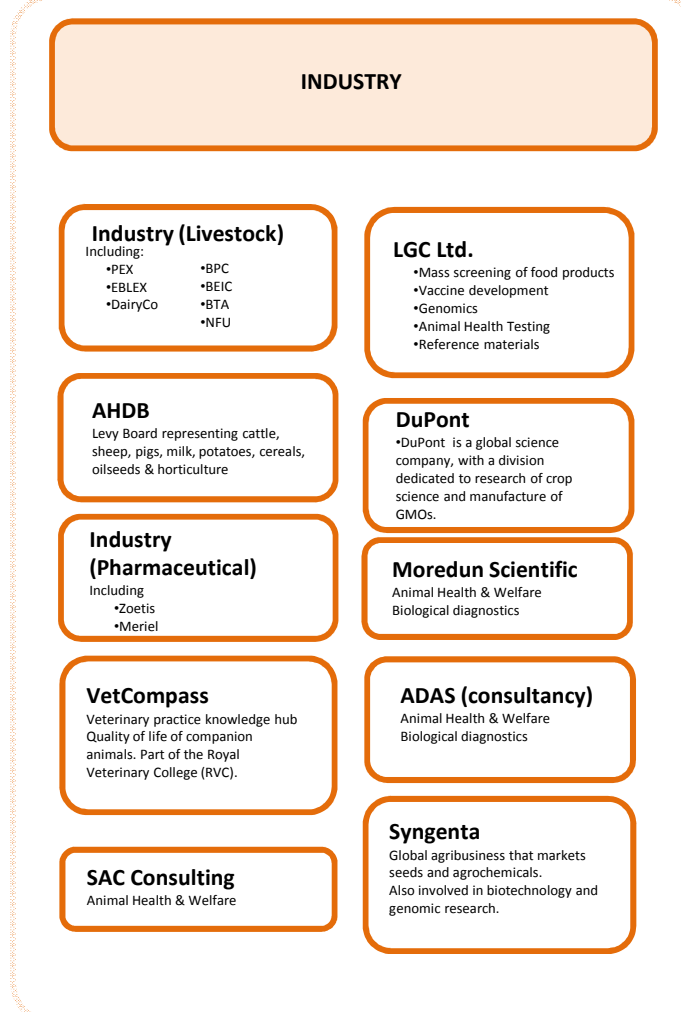 INDUSTRY
Industry (Livestock)
Including:
•PEX
•EBLEX
•DairyCo
•BPC
•BEIC
•BTA
•NFU
LGC Ltd.
•Mass screening of food products
•Vaccine development
•Genomics
•Animal Health Testing
•Reference materials
AHDB
Levy Board representing cattle,
sheep, pigs, milk, potatoes, cereals,
oilseeds & horticulture
DuPont
•DuPont is a global science
company, with a division
dedicated to research of crop
science and manufacture of
GMOs.
Industry
(Pharmaceutical)
Including
•Zoetis
•Meriel
Moredun Scientific
Animal Health & Welfare
Biological diagnostics
VetCompass
Veterinary practice knowledge hub
Quality of life of companion
animals. Part of the Royal
Veterinary College (RVC).
ADAS (consultancy)
Animal Health & Welfare
Biological diagnostics
SAC Consulting
Animal Health & Welfare
Syngenta
Global agribusiness that markets
seeds and agrochemicals.
Also involved in biotechnology and
genomic research.